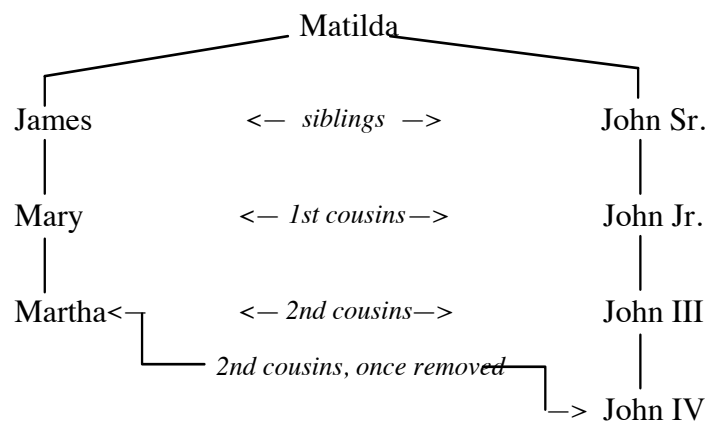 Matilda
James <— siblings —> John Sr.
Mary <— 1st cousins—> John Jr.
Martha<— <— 2nd cousins—> John III
2nd cousins, once removed
—> John IV